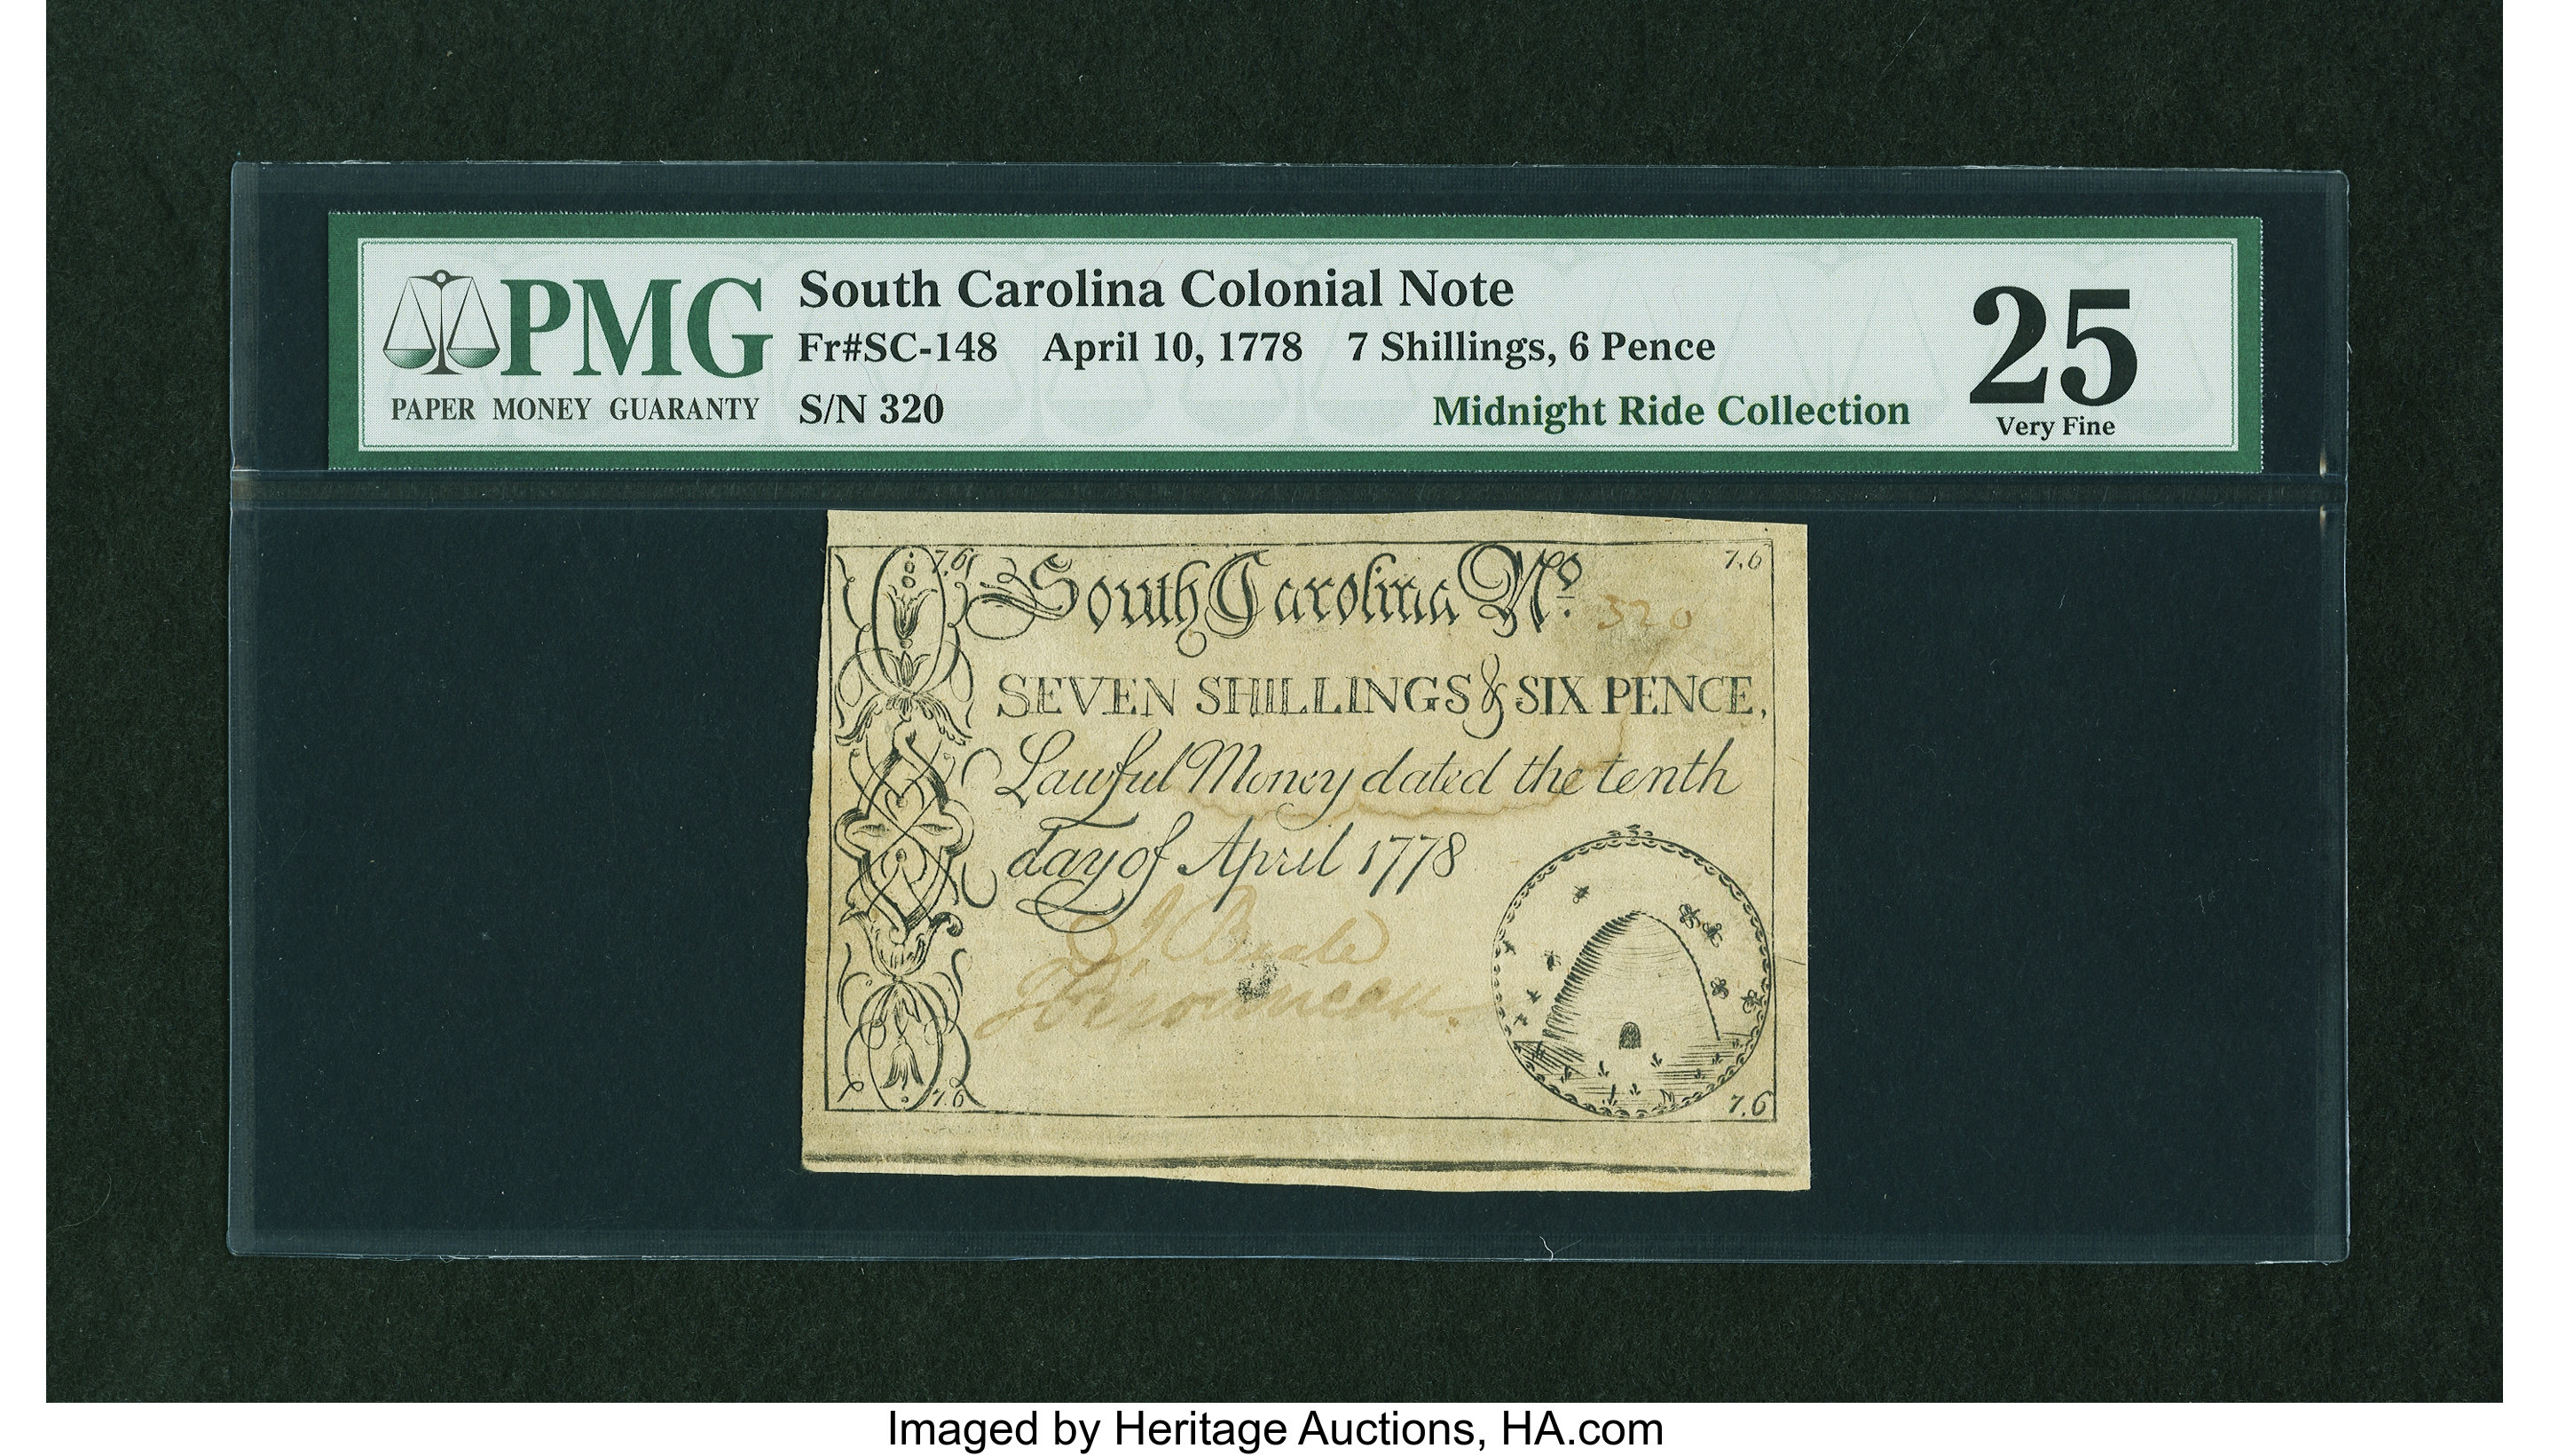 PMG
PAPER MONEY GUARANTY
South Carolina Colonial Note
Fr#SC-148 April 10, 1778 7 Shillings, 6 Pence
S/N 320
Midnight Ride Collection
25
Very Fine
7.6
7.6
South Carolina No. 320
SEVEN SHILLINGS & SIX PENCE,
Lawful Money dated the tenth
day of April 1778
J Beale
7.6
7.6
Imaged by Heritage Auctions, HA.com